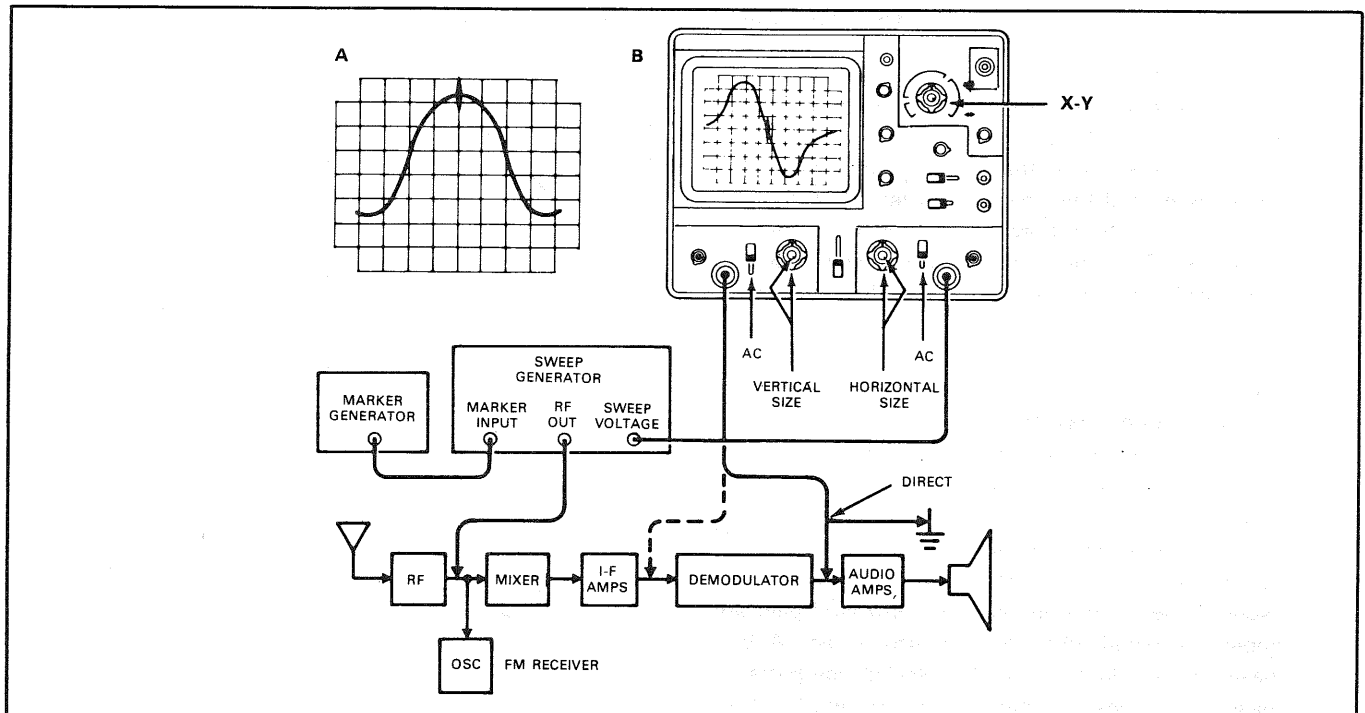 A
B
X-Y
AC
VERTICAL
SIZE
HORIZONTAL
SIZE
AC
MARKER
GENERATOR
SWEEP
GENERATOR
MARKER
INPUT
RF
OUT
SWEEP
VOLTAGE
DIRECT
RF
MIXER
I-F
AMPS
DEMODULATOR
AUDIO
AMPS
OSC
FM RECEIVER